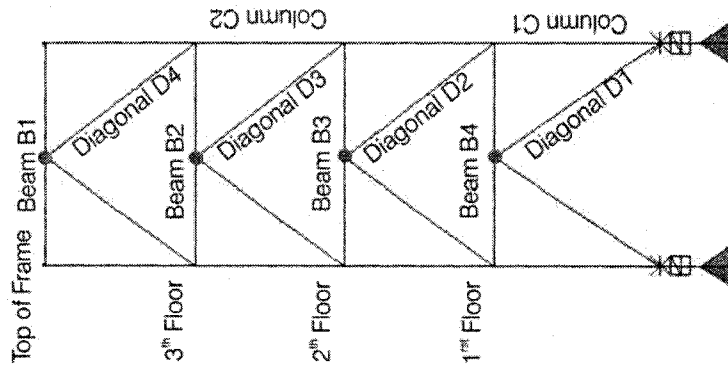 Top of Frame
Beam B1
Diagonal D4
Column C2
3th Floor
Beam B2
Diagonal D3
2th Floor
Beam B3
Diagonal D2
Column C1
1rst Floor
Beam B4
Diagonal D1